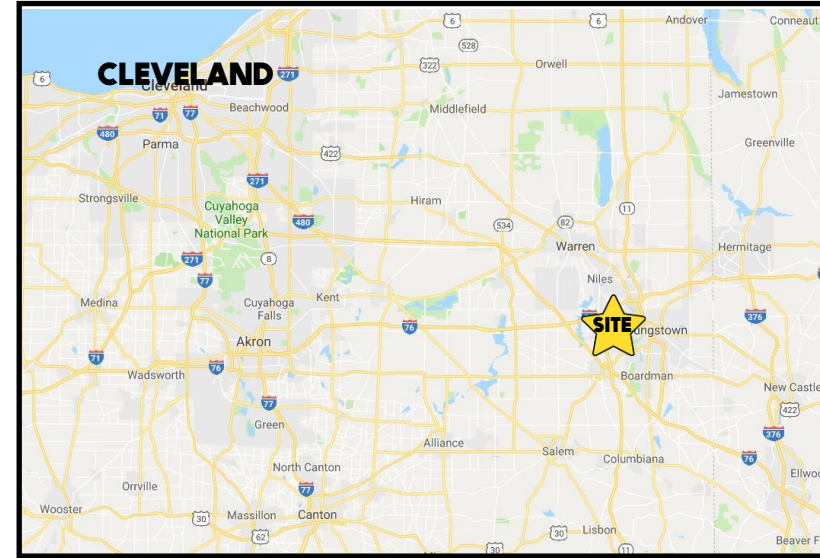 6
6
Andover
Conneaut
528
CLEVELAND
271
322
Orwell
6
Cleveland
Jamestown
71
77
Beachwood
Middlefield
480
Parma
422
Greenville
271
Strongsville
Cuyahoga
Valley
National Park
Hiram
11
480
534
82
Warren
Hermitage
271
8
77
Niles
Medina
Cuyahoga
Falls
Kent
376
76
SITE
ngstown
Akron
71
76
Wadsworth
Boardman
77
New Castle
422
Green
376
Alliance
Salem
Columbiana
76
North Canton
Ellwo
77
Orrville
Wooster
30
Massillon
Canton
62
30
Lisbon
30
11
Beaver F